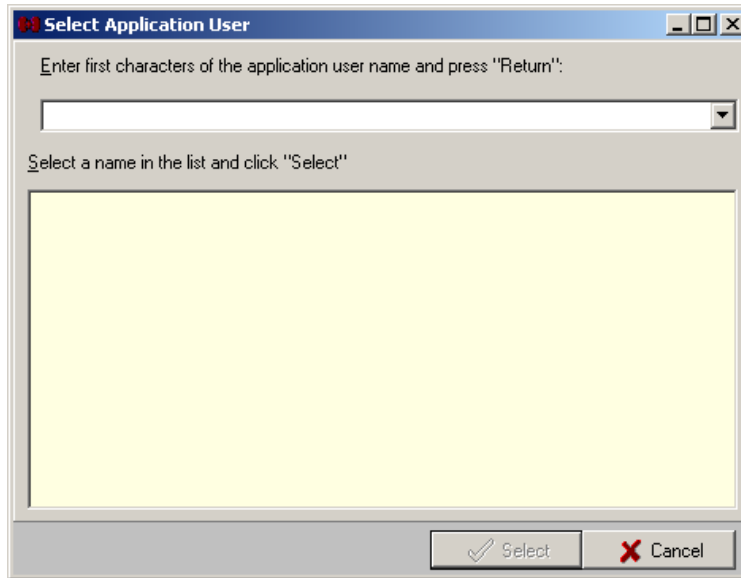 Select Application User
Enter first characters of the application user name and press "Return":
Select a name in the list and click "Select"
Select
Cancel